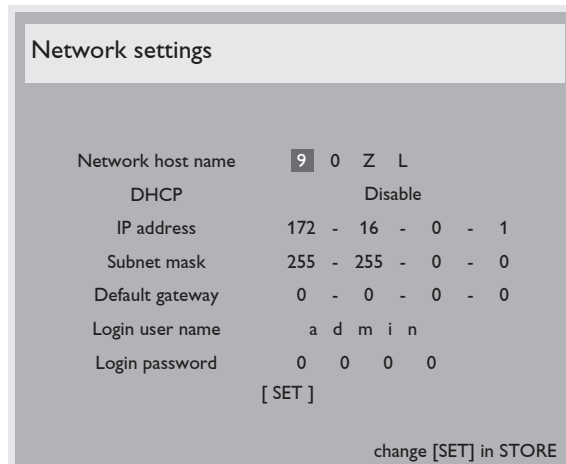 Network settings
Network host name 9 0 Z L
DHCP Disable
IP address 172 - 16 - 0 - 1
Subnet mask 255 - 255 - 0 - 0
Default gateway 0 - 0 - 0 - 0
Login user name a d m i n
Login password 0 0 0 0
[ SET ]
change [SET] in STORE